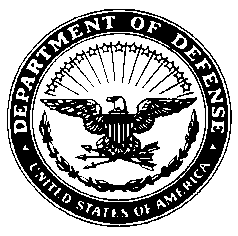 DEPARTMENT OF DEFENSE
UNITED STATES OF AMERICA